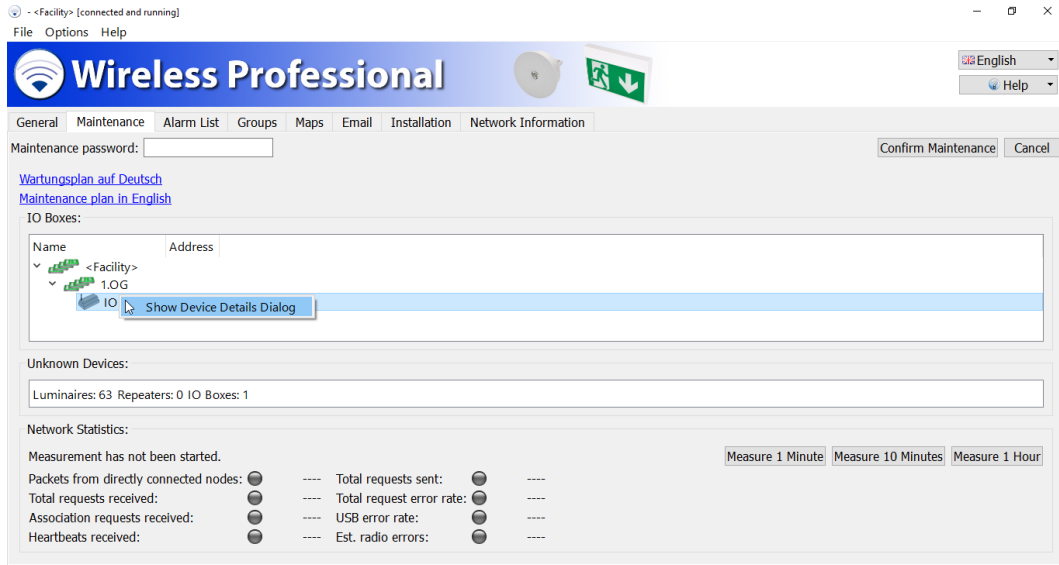 - <Facility> [connected and running]
File Options Help
Wireless Professional
English
Help
General Maintenance Alarm List Groups Maps Email Installation Network Information
Maintenance password:
Confirm Maintenance Cancel
Wartungsplan auf Deutsch
Maintenance plan in English
IO Boxes:
Name Address
<Facility>
1.OG
IO
Show Device Details Dialog
Unknown Devices:
Luminaires: 63 Repeaters: 0 IO Boxes: 1
Network Statistics:
Measurement has not been started.
Measure 1 Minute Measure 10 Minutes Measure 1 Hour
Packets from directly connected nodes: ---- Total requests sent: ----
Total requests received: ---- Total request error rate: ----
Association requests received: ---- USB error rate: ----
Heartbeats received: ---- Est. radio errors: ----